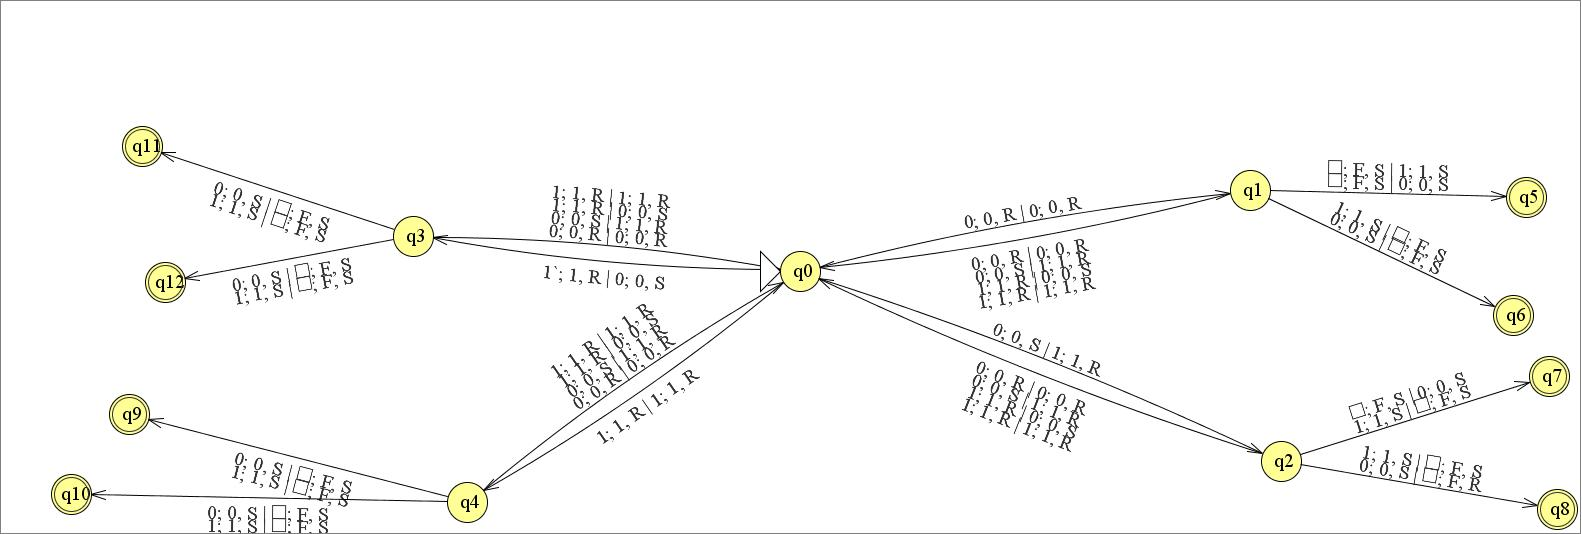 q11
0; 0, S | □; F, S
1; 1, S | □; F, S
q3
q12
0; 0, S | □; F, S
1; 1, S | □; F, S
1; 1, R | 1; 1, R
1; 1, R | 0; 0, S
0; 0, S | 1; 1, R
0; 0, R | 0; 0, R
1`; 1, R | 0; 0, S
q0
0; 0, R | 0; 0, R
0; 0, R | 0; 0, R
0; 0, S | 1; 1, R
1; 1, R | 0; 0, S
1; 1, R | 1; 1, R
q1
□; F, S | 1; 1, S
□; F, S | 0; 0, S
q5
1; 1, S | □; F, S
0; 0, S | □; F, S
q6
1; 1, R | 1; 1, R
1; 1, R | 0; 0, S
0; 0, S | 1; 1, R
0; 0, R | 0; 0, R
1; 1, R | 1; 1, R
0; 0, S | 1; 1, R
0; 0, R | 0; 0, R
0; 0, S | 1; 1, R
1; 1, R | 0; 0, S
1; 1, R | 1; 1, R
q7
□; F, S | 0; 0, S
1; 1, S | □; F, S
q2
1; 1, S | □; F, S
0; 0, S | □; F, R
q8
q9
0; 0, S | □; F, S
1; 1, S | □; F, S
q10
q4
0; 0, S | □; F, S
1; 1, S | □; F, S